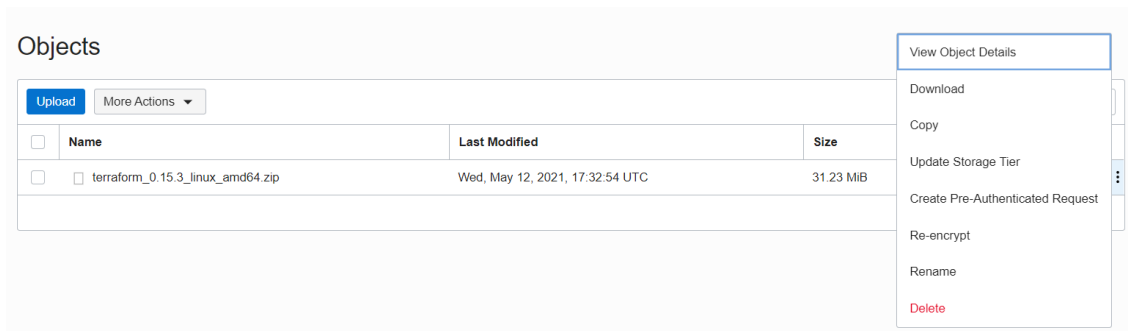 Objects
Upload
More Actions
Name
Last Modified
Size
terraform_0.15.3_linux_amd64.zip
Wed, May 12, 2021, 17:32:54 UTC
31.23 MiB
View Object Details
Download
Copy
Update Storage Tier
Create Pre-Authenticated Request
Re-encrypt
Rename
Delete